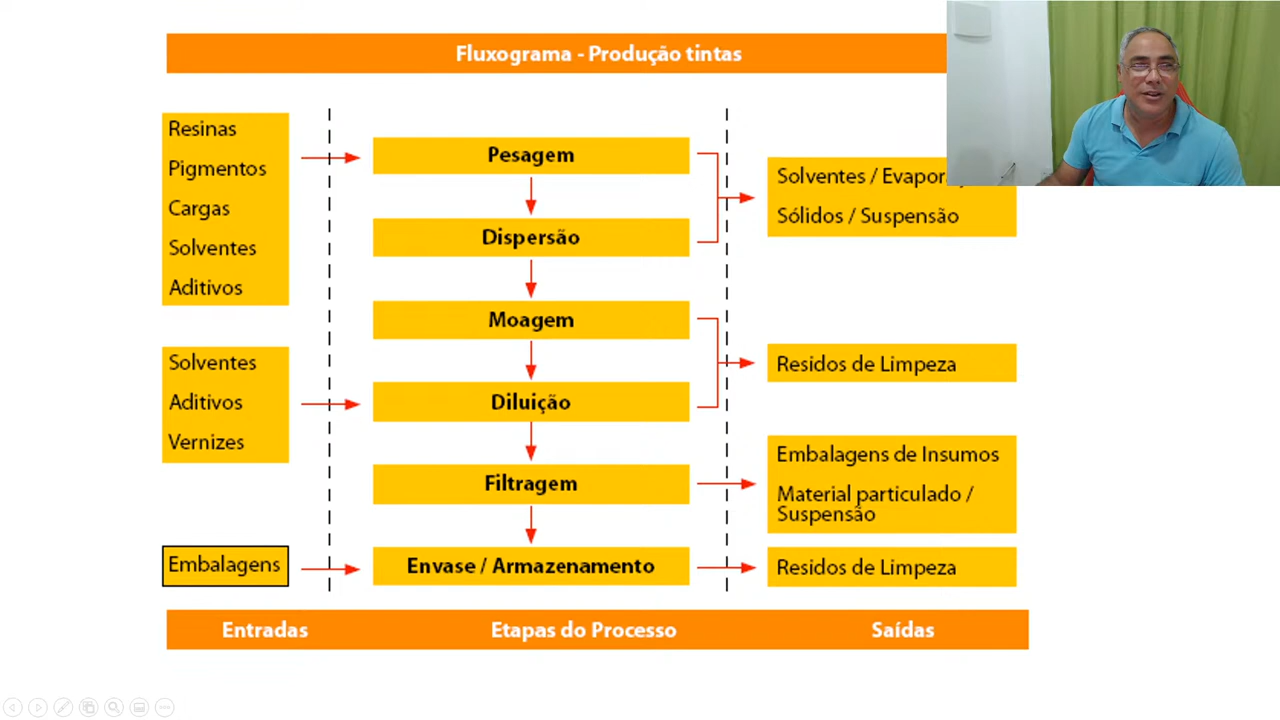 Fluxograma - Produção tintas
Resinas
Pigmentos
Cargas
Solventes
Aditivos
Solventes
Aditivos
Vernizes
Embalagens
Pesagem
Dispersão
Moagem
Diluição
Filtragem
Envase / Armazenamento
Solventes /
Sólidos / Suspensão
Residos de Limpeza
Embalagens de Insumos
Material particulado /
Suspensão
Residos de Limpeza
Entradas
Etapas do Processo
Saídas